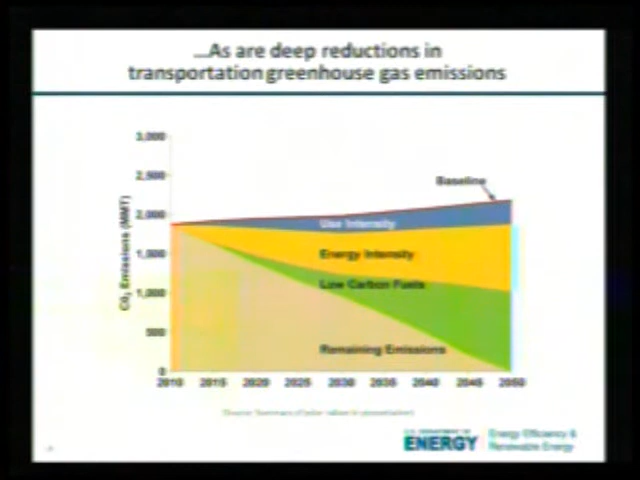 ...As are deep reductions in
transportation greenhouse gas emissions
3,000
2,500
2,000
1,500
1,000
500
0
CO2 Emissions (MMT)
Baseline
Use Intensity
Energy Intensity
Low Carbon Fuels
Remaining Emissions
2010 2015 2020 2025 2030 2035 2040 2045 2050
U.S. DEPARTMENT OF
ENERGY
Energy Efficiency &
Renewable Energy